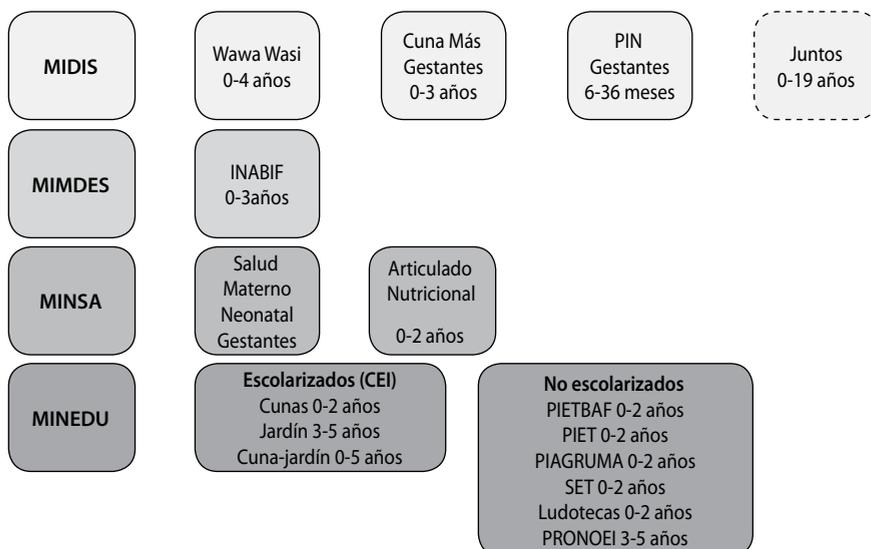 MIDIS
Wawa Wasi
0-4 años
Cuna Más
Gestantes
0-3 años
PIN
Gestantes
6-36 meses
Juntos
0-19 años
MIMDES
INABIF
0-3años
MINSA
Salud
Materno
Neonatal
Gestantes
Articulado
Nutricional
0-2 años
MINEDU
Escolarizados (CEI)
Cunas 0-2 años
Jardín 3-5 años
Cuna-jardín 0-5 años
No escolarizados
PIETBAF 0-2 años
PIET 0-2 años
PIAGRUMA 0-2 años
SET 0-2 años
Ludotecas 0-2 años
PRONOEI 3-5 años